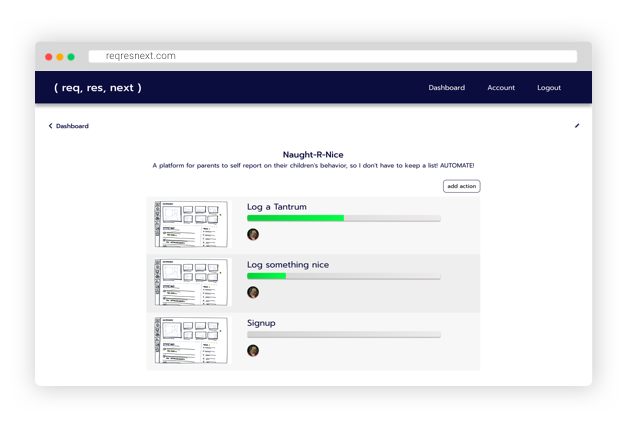 reqresnext.com
( req, res, next )
Dashboard Account Logout
Dashboard
Naught-R-Nice
A platform for parents to self report on their children's behavior, so I don't have to keep a list! AUTOMATE!
add action
Log a Tantrum
Log something nice
Signup